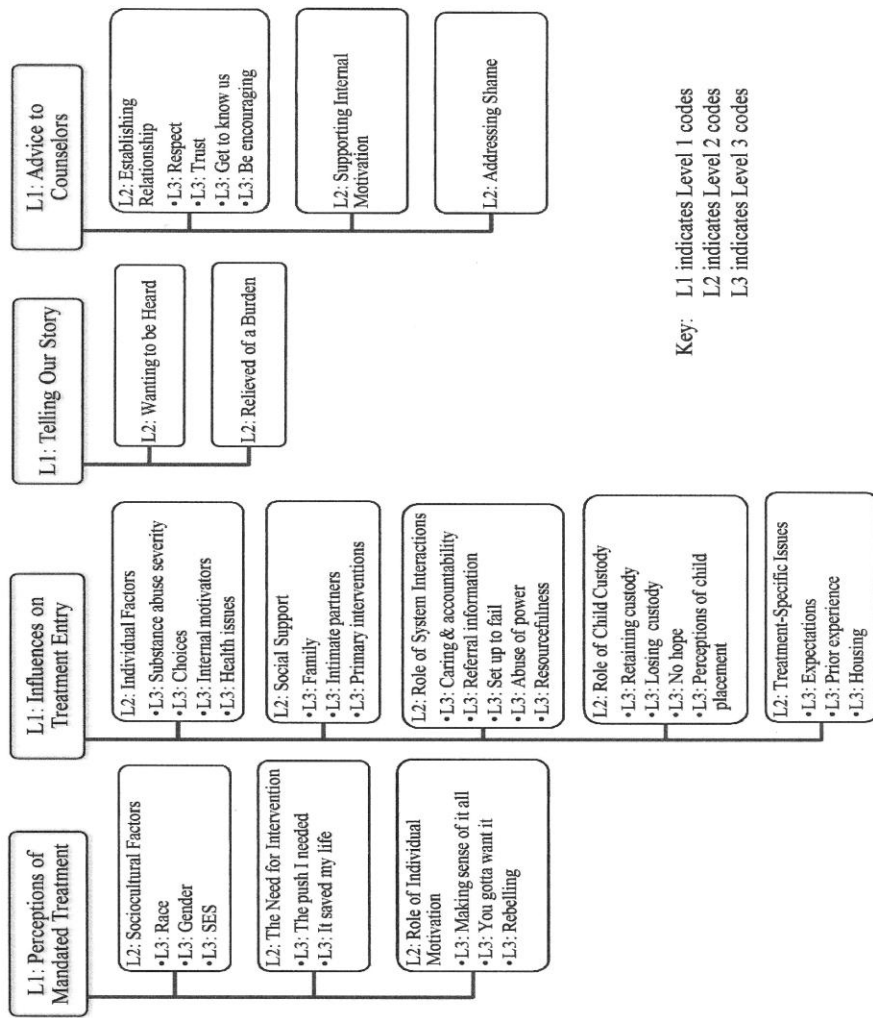 L1: Perceptions of
Mandated Treatment
L2: Sociocultural Factors
•L3: Race
•L3: Gender
•L3: SES
L2: The Need for Intervention
•L3: The push I needed
•L3: It saved my life
L2: Role of Individual
Motivation
•L3: Making sense of it all
•L3: You gotta want it
•L3: Rebelling
L1: Influences on
Treatment Entry
L2: Individual Factors
•L3: Substance abuse severity
•L3: Choices
•L3: Internal motivators
•L3: Health issues
L2: Social Support
•L3: Family
•L3: Intimate partners
•L3: Primary interventions
L2: Role of System Interactions
•L3: Caring & accountability
•L3: Referral information
•L3: Set up to fail
•L3: Abuse of power
•L3: Resourcefulness
L2: Role of Child Custody
•L3: Retaining custody
•L3: Losing custody
•L3: No hope
•L3: Perceptions of child
placement
L2: Treatment-Specific Issues
•L3: Expectations
•L3: Prior experience
•L3: Housing
L1: Telling Our Story
L2: Wanting to be Heard
L2: Relieved of a Burden
L1: Advice to
Counselors
L2: Establishing
Relationship
•L3: Respect
•L3: Trust
•L3: Get to know us
•L3: Be encouraging
L2: Supporting Internal
Motivation
L2: Addressing Shame
Key: L1 indicates Level 1 codes
L2 indicates Level 2 codes
L3 indicates Level 3 codes